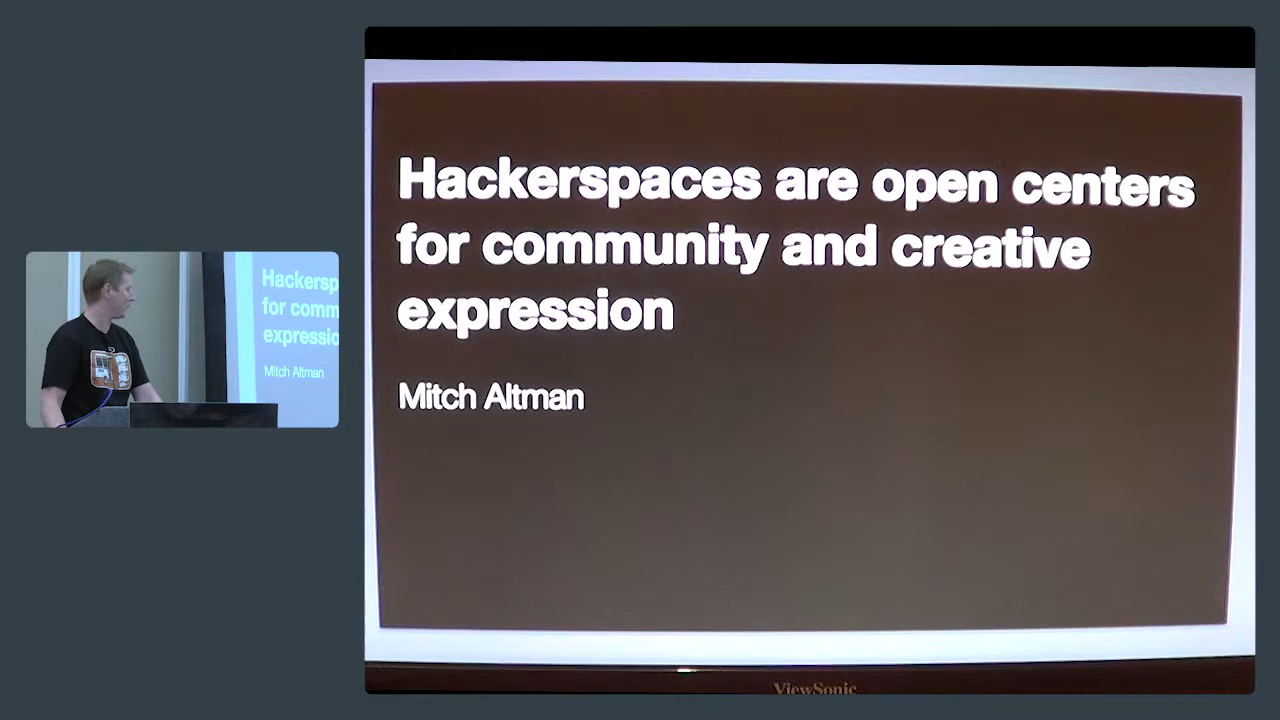 Hackersp
for comm
expressio
Mitch Altman
Hackerspaces are open centers
for community and creative
expression
Mitch Altman
ViewSonic